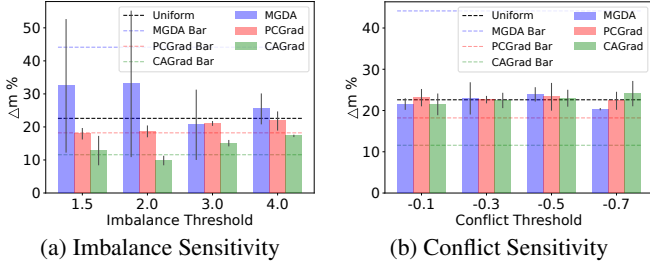 Uniform
MGDA Bar
PCGrad Bar
CAGrad Bar
MGDA
PCGrad
CAGrad
Δm %
50
40
30
20
10
0
1.5 2.0 3.0 4.0
Imbalance Threshold
(a) Imbalance Sensitivity
Uniform
MGDA Bar
PCGrad Bar
CAGrad Bar
MGDA
PCGrad
CAGrad
Δm %
40
30
20
10
0
-0.1 -0.3 -0.5 -0.7
Conflict Threshold
(b) Conflict Sensitivity